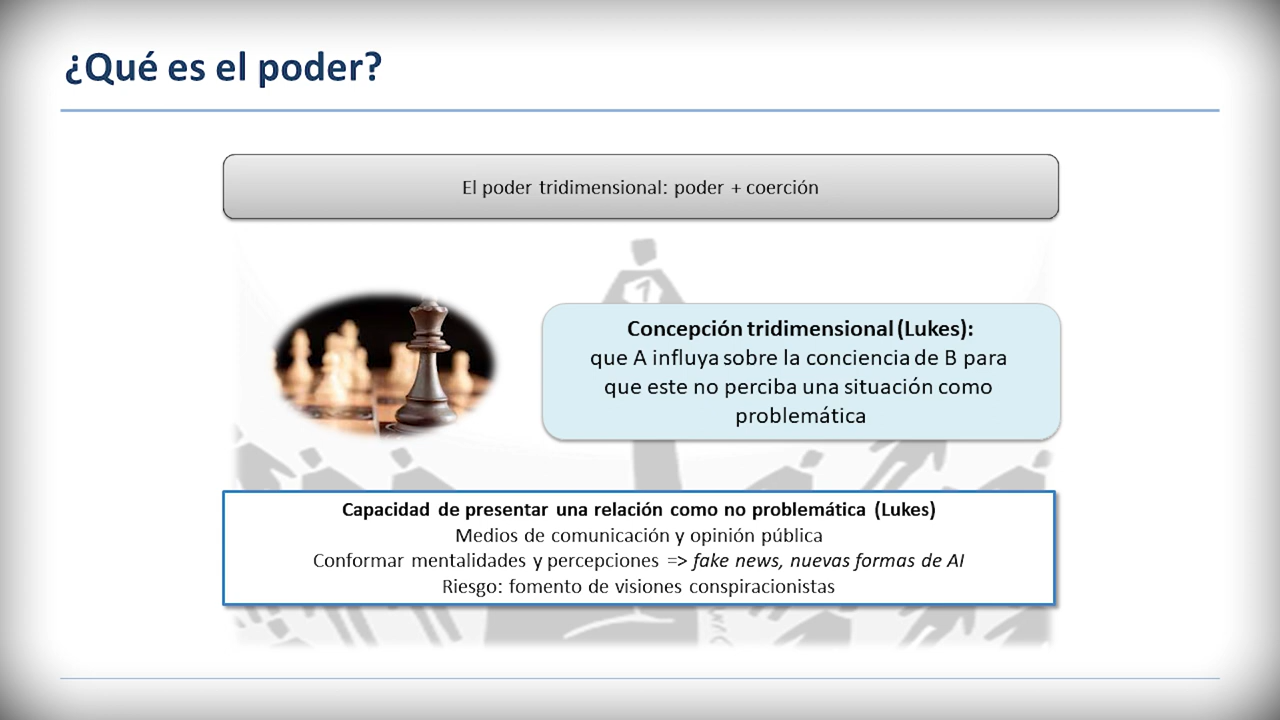 ¿Qué es el poder?
El poder tridimensional: poder + coerción
Concepción tridimensional (Lukes):
que A influya sobre la conciencia de B para
que este no perciba una situación como
problemática
Capacidad de presentar una relación como no problemática (Lukes)
Medios de comunicación y opinión pública
Conformar mentalidades y percepciones => fake news, nuevas formas de AI
Riesgo: fomento de visiones conspiracionistas